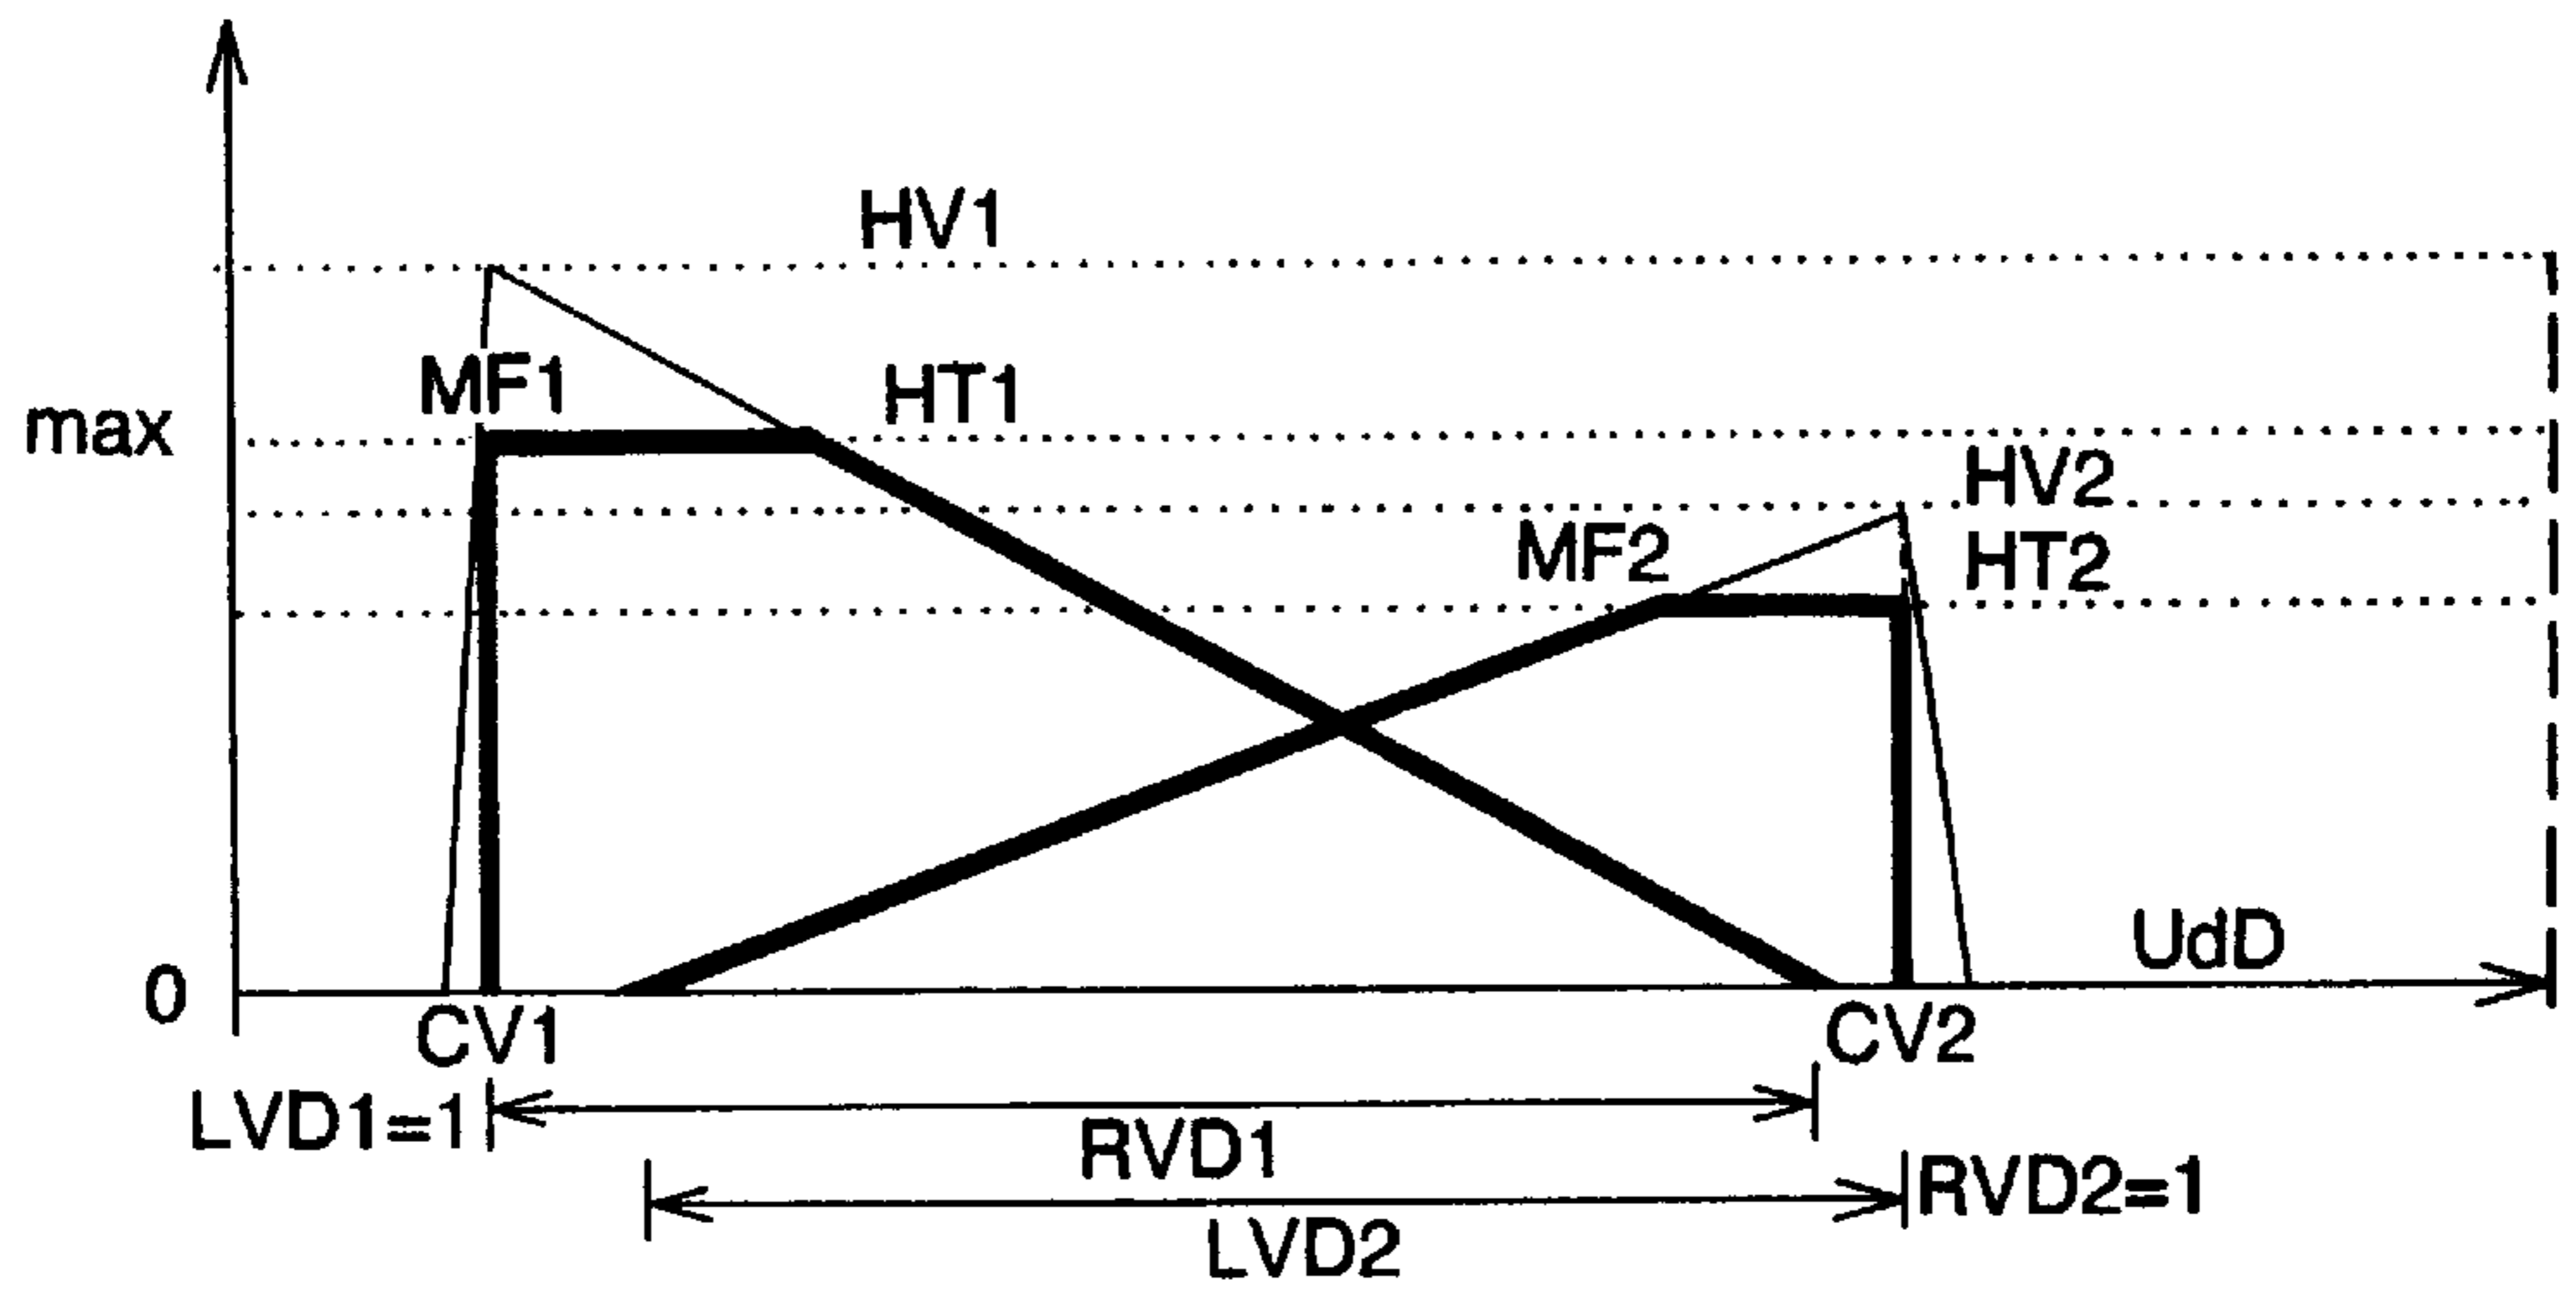 HV1
MF1
HT1
max
HV2
MF2
HT2
UdD
0
CV1
CV2
LVD1=1
RVD1
RVD2=1
LVD2